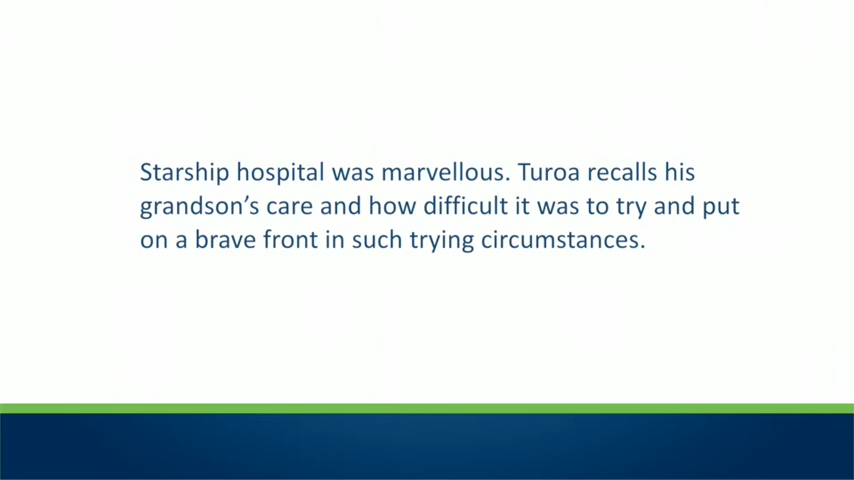 Starship hospital was marvellous. Turoa recalls his
grandson’s care and how difficult it was to try and put
on a brave front in such trying circumstances.